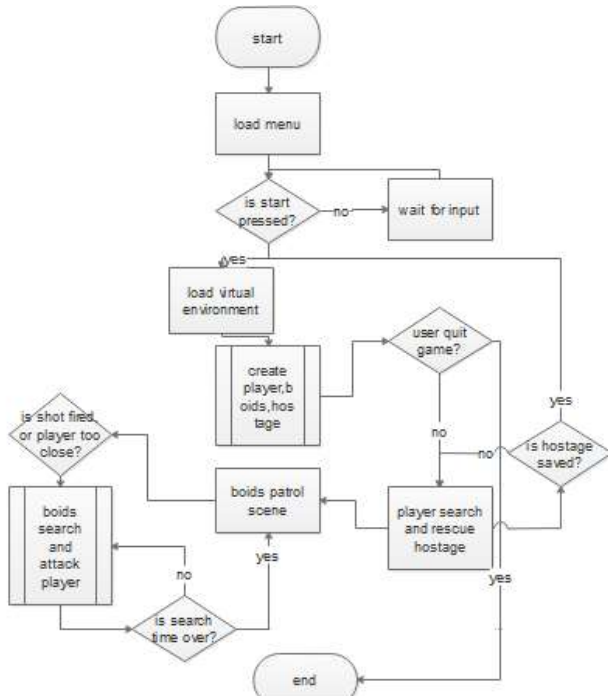 start
load menu
is start
pressed?
no
wait for input
yes
load virtual
environment
create
player,b
oids,hos
tage
user quit
game?
yes
no
no
is hostage
saved?
is shot fired,
or player too
close?
boids patrol
scene
player search
and rescue
hostage
boids
search
and
attack
player
no
yes
is search
time over?
yes
end